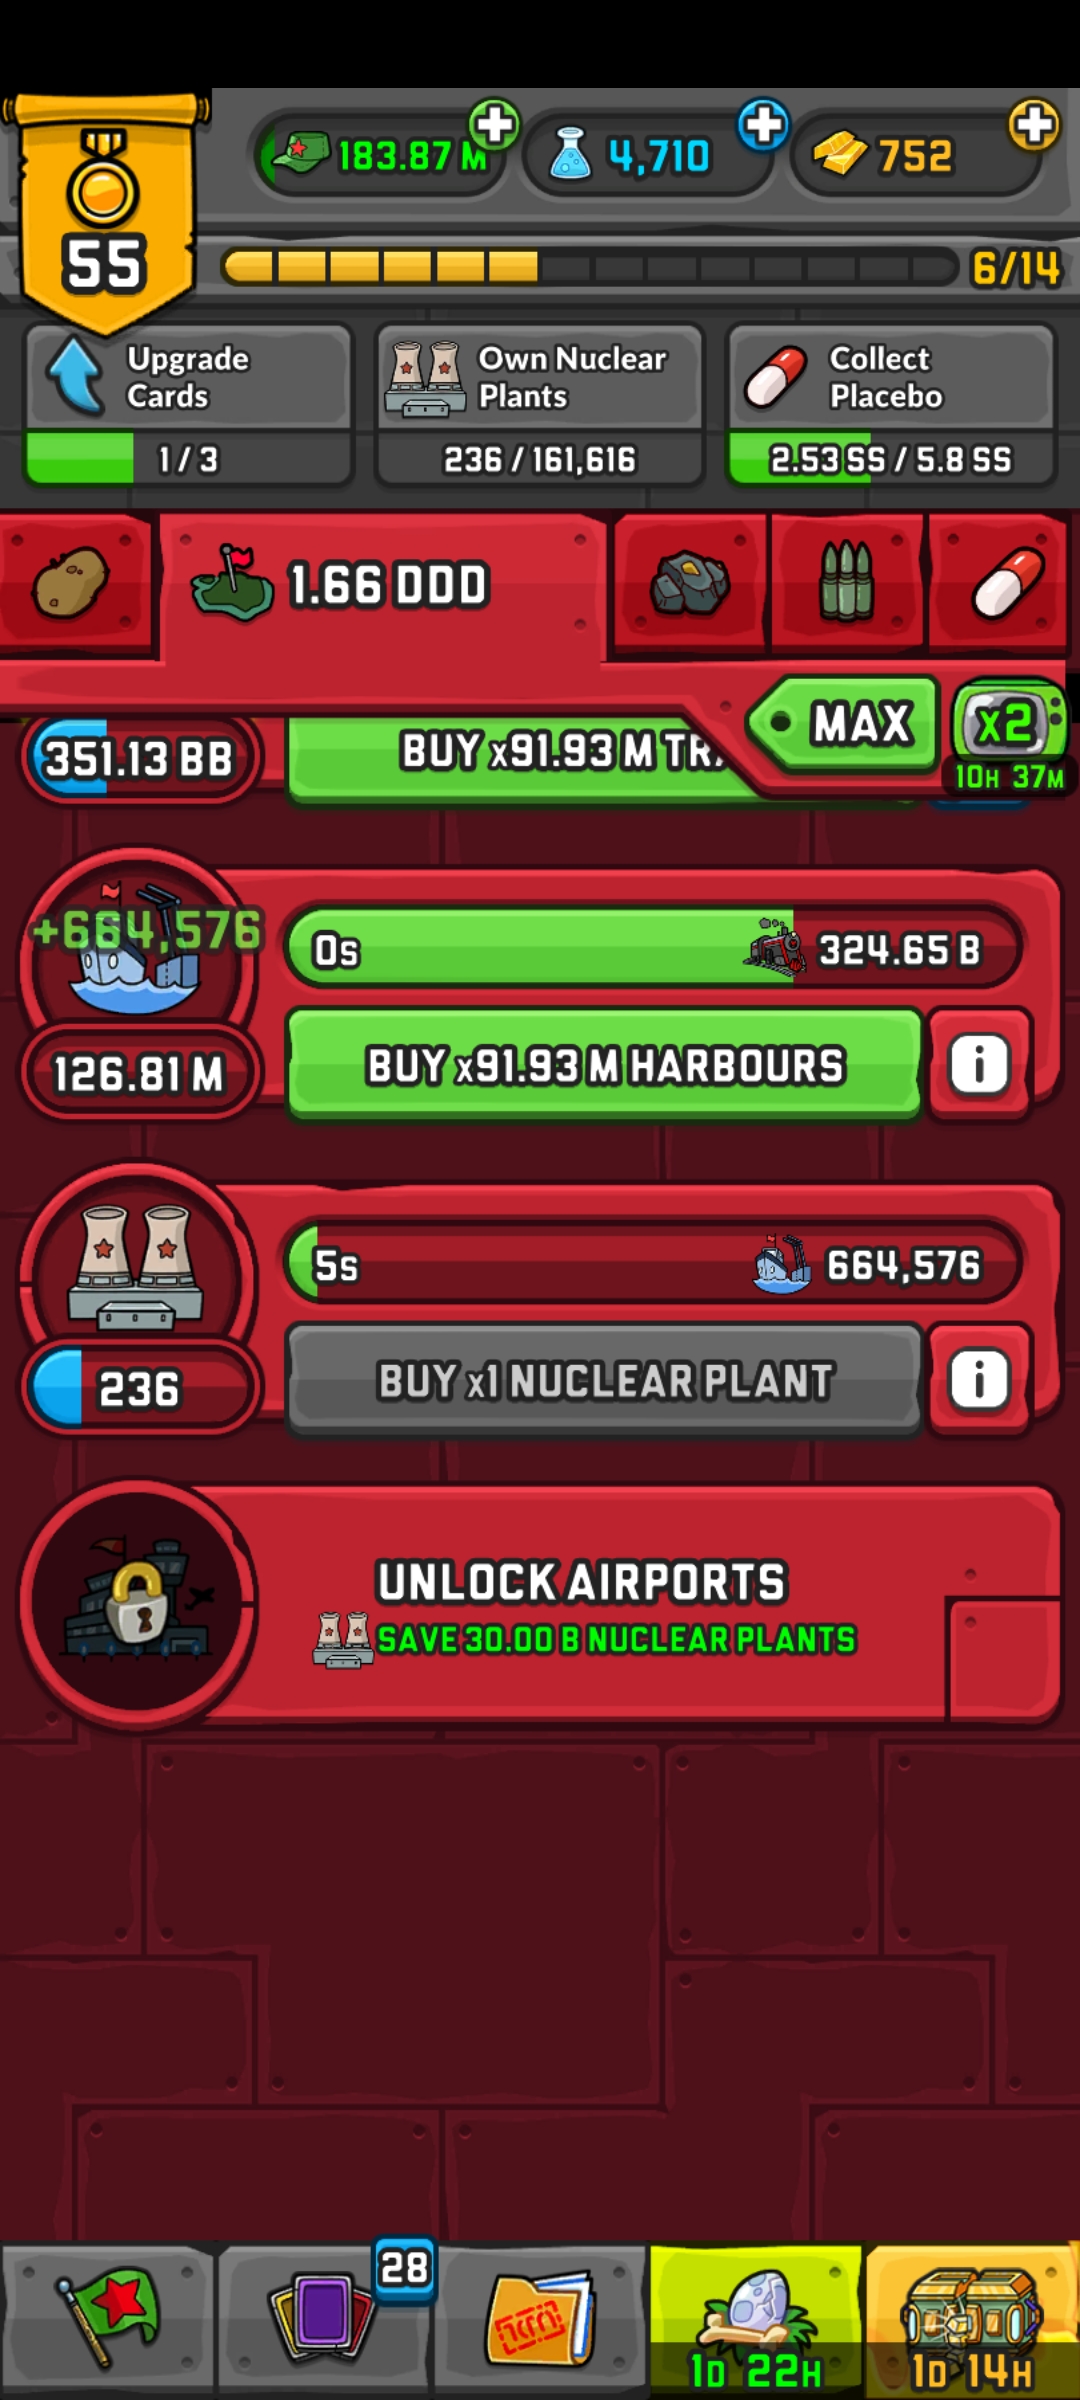 183.87 M
4,710
752
55
6/14
Upgrade
Cards
Own Nuclear
Plants
Collect
Placebo
1 / 3
236 / 161,616
2.53 SS / 5.8 SS
1.66 DDD
MAX
x2
10H 37M
351.13 BB
BUY x91.93 M TR
+664,576
0s
324.65 B
126.81 M
BUY x91.93 M HARBOURS
i
5s
664,576
236
BUY x1 NUCLEAR PLANT
i
UNLOCK AIRPORTS
SAVE 30.00 B NUCLEAR PLANTS
28
1D 22H
1D 14H